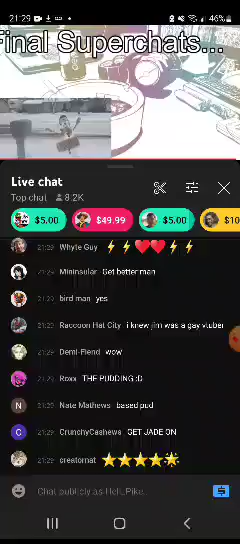 21:29
46%
Final Superchats...
Live chat
Top chat 8.2K
$5.00 $49.99 $5.00 $10
21:29 Whyte Guy ⚡⚡❤️❤️⚡⚡
21:29 Mininsular Get better man
21:29 bird man yes
21:29 Raccoon Hat City i knew jim was a gay vtuber
21:29 Demi-Fiend wow
21:29 Roxx THE PUDDING :D
N 21:29 Nate Mathews based pud
C 21:29 CrunchyCashews GET JADE ON
21:29 creatornat ⭐⭐⭐⭐🌟
Chat publicly as Hell_Pike...